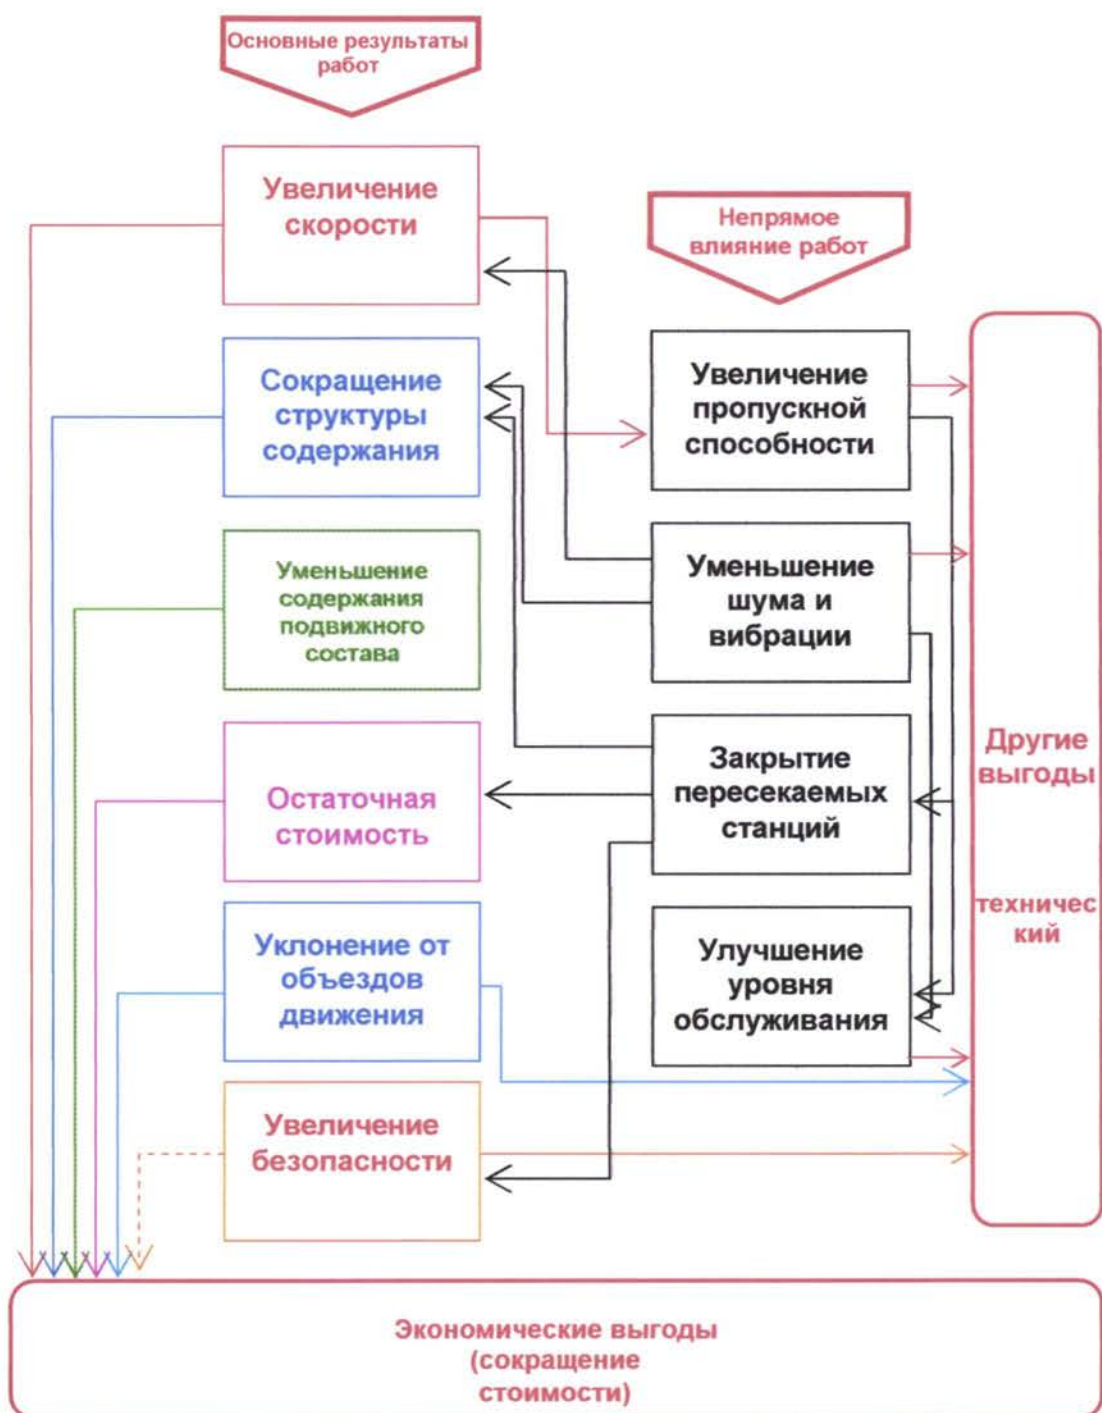 Основные результаты
работ
Увеличение
скорости
Непрямое
влияние работ
Сокращение
структуры
содержания
Увеличение
пропускной
способности
Уменьшение
содержания
подвижного
состава
Уменьшение
шума и
вибрации
Остаточная
стоимость
Закрытие
пересекаемых
станций
Другие
выгоды
техничес
кий
Уклонение от
объездов
движения
Улучшение
уровня
обслуживания
Увеличение
безопасности
Экономические выгоды
(сокращение
стоимости)